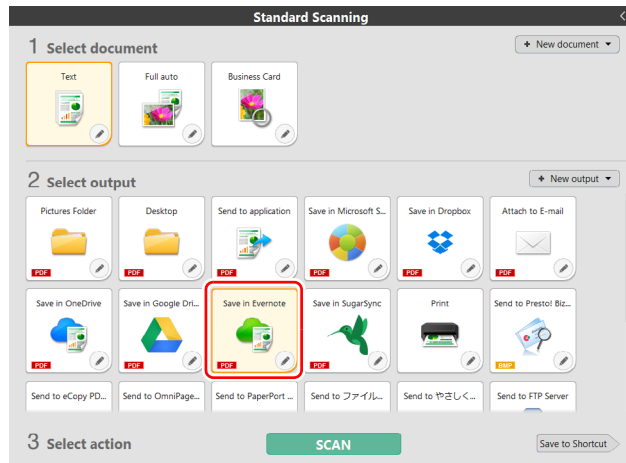 Standard Scanning
1 Select document
+ New document
Text
Full auto
Business Card
2 Select output
+ New output
Pictures Folder
Desktop
Send to application
Save in Microsoft S...
Save in Dropbox
Attach to E-mail
PDF
PDF
PDF
PDF
PDF
PDF
Save in OneDrive
Save in Google Dri...
Save in Evernote
Save in SugarSync
Print
Send to Presto! Biz...
PDF
PDF
PDF
PDF
BMP
Send to eCopy PD...
Send to OmniPage...
Send to PaperPort ...
Send to ファイル...
Send to やさしく...
Send to FTP Server
3 Select action
SCAN
Save to Shortcut